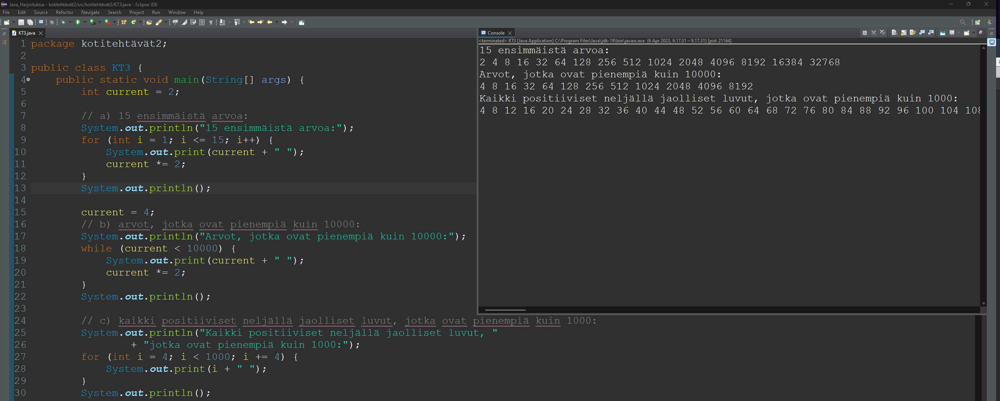 Java_Harjoituksia - kotitehtävät2/src/kotitehtävät2/KT3.java - Eclipse IDE
File Edit Source Refactor Navigate Search Project Run Window Help
KT3.java
1 package kotitehtävät2;
2
3 public class KT3 {
4 public static void main(String[] args) {
5 int current = 2;
6
7 // a) 15 ensimmäistä arvoa:
8 System.out.println("15 ensimmäistä arvoa:");
9 for (int i = 1; i <= 15; i++) {
10 System.out.print(current + " ");
11 current *= 2;
12 }
13 System.out.println();
14
15 current = 4;
16 // b) arvot, jotka ovat pienempiä kuin 10000:
17 System.out.println("Arvot, jotka ovat pienempiä kuin 10000:");
18 while (current < 10000) {
19 System.out.print(current + " ");
20 current *= 2;
21 }
22 System.out.println();
23
24 // c) kaikki positiiviset neljällä jaolliset luvut, jotka ovat pienempiä kuin 1000:
25 System.out.println("Kaikki positiiviset neljällä jaolliset luvut, "
26 + "jotka ovat pienempiä kuin 1000:");
27 for (int i = 4; i < 1000; i += 4) {
28 System.out.print(i + " ");
29 }
30 System.out.println();
Console
<terminated> KT3 [Java Application] C:\Program Files\Java\jdk-19\bin\javaw.exe (6 Apr 2023, 9.17.31 – 9.17.31) [pid: 21164]
15 ensimmäistä arvoa:
2 4 8 16 32 64 128 256 512 1024 2048 4096 8192 16384 32768
Arvot, jotka ovat pienempiä kuin 10000:
4 8 16 32 64 128 256 512 1024 2048 4096 8192
Kaikki positiiviset neljällä jaolliset luvut, jotka ovat pienempiä kuin 1000:
4 8 12 16 20 24 28 32 36 40 44 48 52 56 60 64 68 72 76 80 84 88 92 96 100 104 108